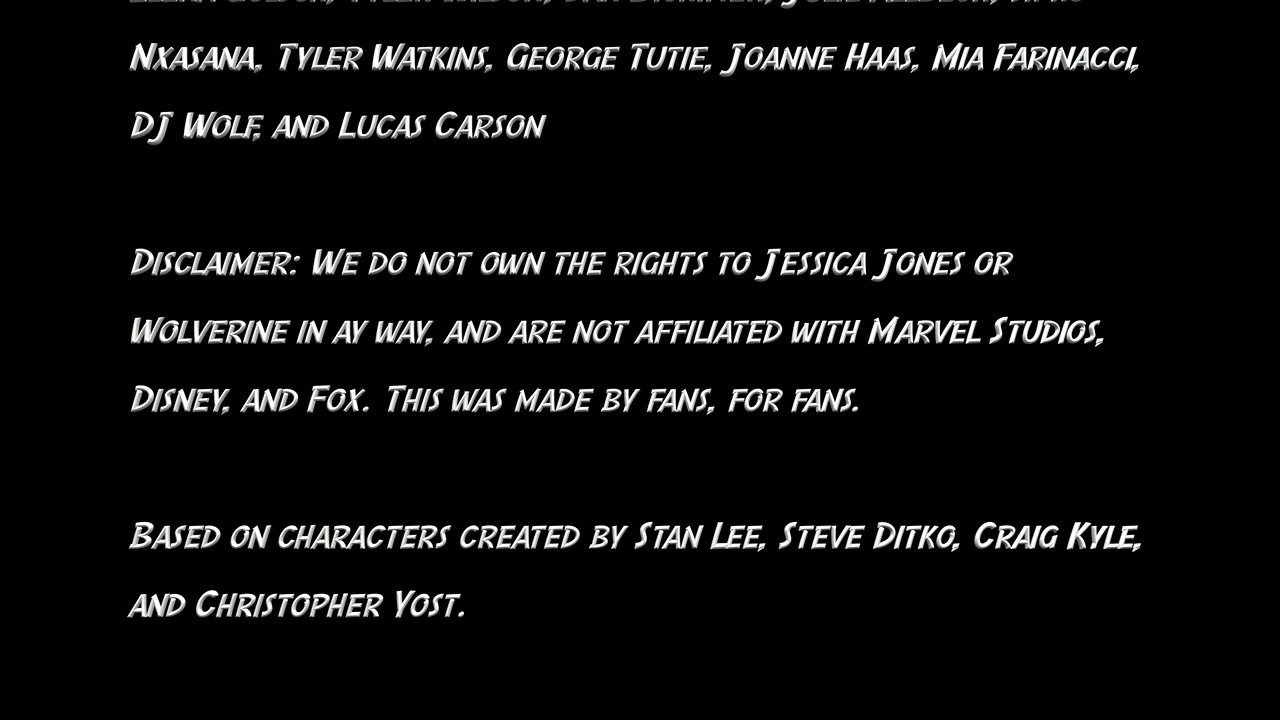 Nxasana, Tyler Watkins, George Tutie, Joanne Haas, Mia Farinacci,
DJ Wolf, and Lucas Carson
Disclaimer: We do not own the rights to Jessica Jones or
Wolverine in ay way, and are not affiliated with Marvel Studios,
Disney, and Fox. This was made by fans, for fans.
Based on characters created by Stan Lee, Steve Ditko, Craig Kyle,
and Christopher Yost.